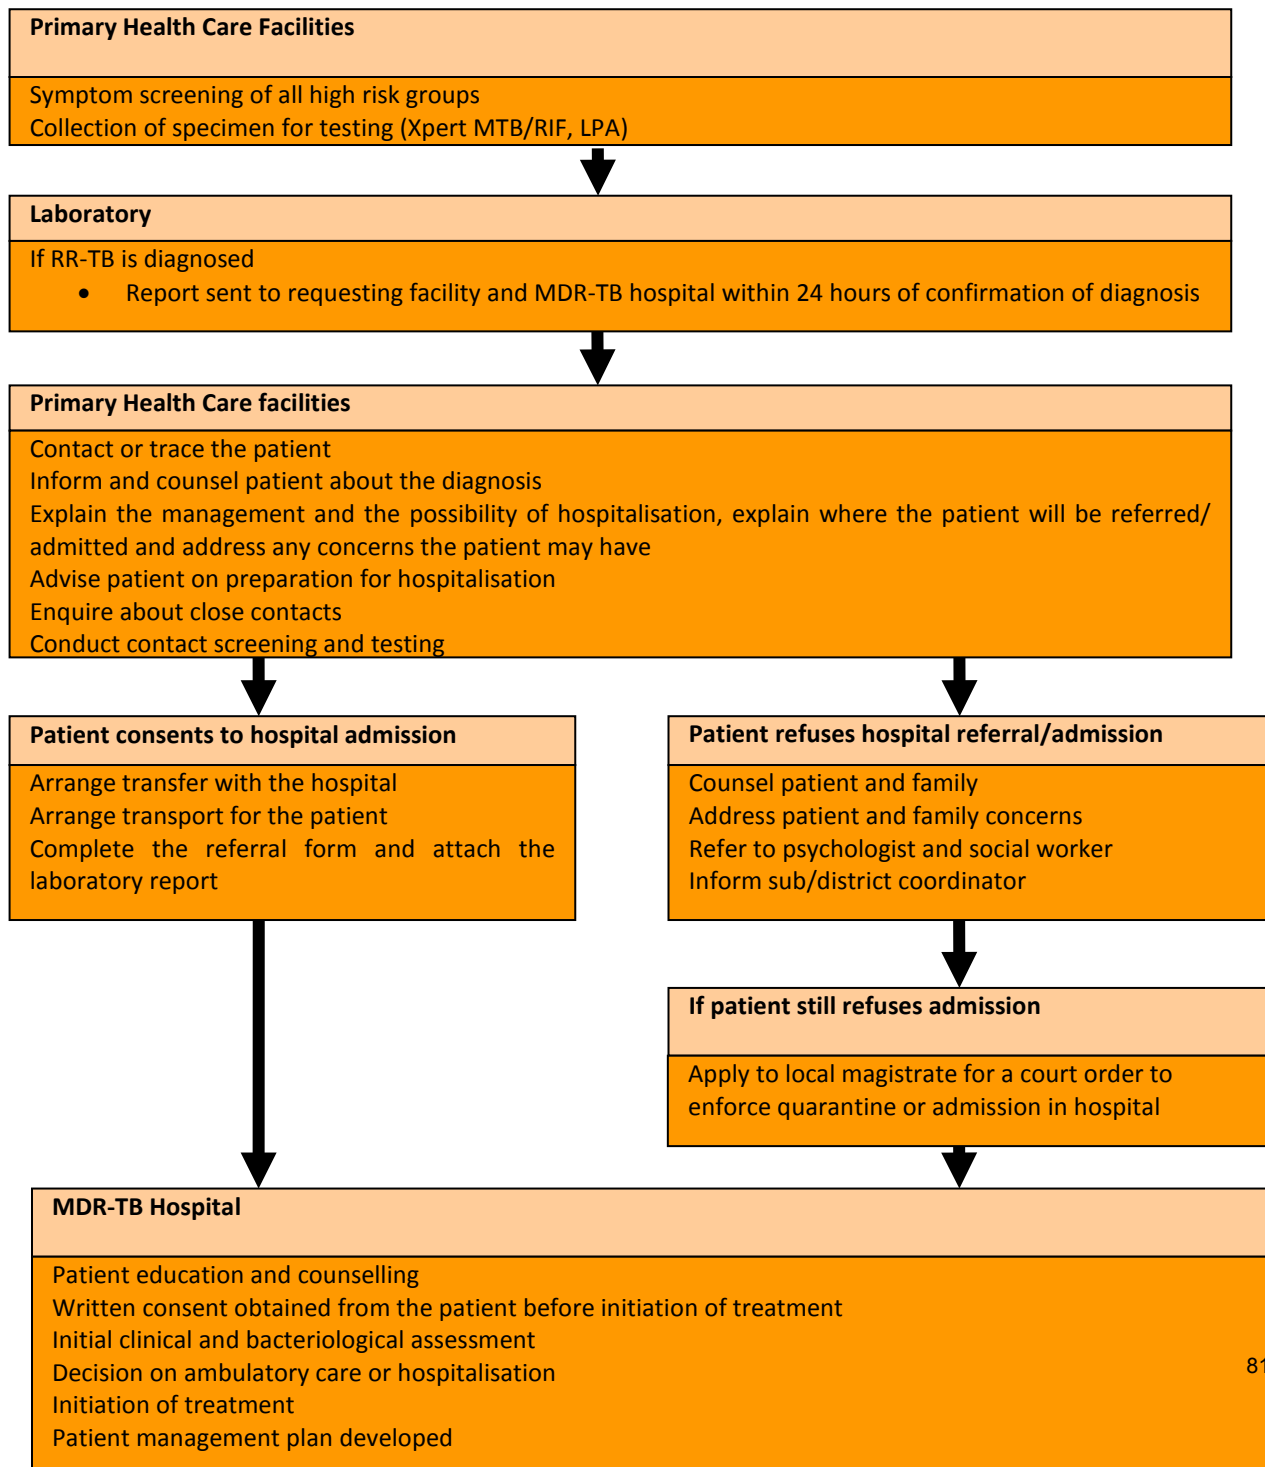 Primary Health Care Facilities
Symptom screening of all high risk groups
Collection of specimen for testing (Xpert MTB/RIF, LPA)
Laboratory
If RR-TB is diagnosed
• Report sent to requesting facility and MDR-TB hospital within 24 hours of confirmation of diagnosis
Primary Health Care facilities
Contact or trace the patient
Inform and counsel patient about the diagnosis
Explain the management and the possibility of hospitalisation, explain where the patient will be referred/
admitted and address any concerns the patient may have
Advise patient on preparation for hospitalisation
Enquire about close contacts
Conduct contact screening and testing
Patient consents to hospital admission
Arrange transfer with the hospital
Arrange transport for the patient
Complete the referral form and attach the
laboratory report
Patient refuses hospital referral/admission
Counsel patient and family
Address patient and family concerns
Refer to psychologist and social worker
Inform sub/district coordinator
If patient still refuses admission
Apply to local magistrate for a court order to
enforce quarantine or admission in hospital
MDR-TB Hospital
Patient education and counselling
Written consent obtained from the patient before initiation of treatment
Initial clinical and bacteriological assessment
Decision on ambulatory care or hospitalisation
Initiation of treatment
Patient management plan developed
81